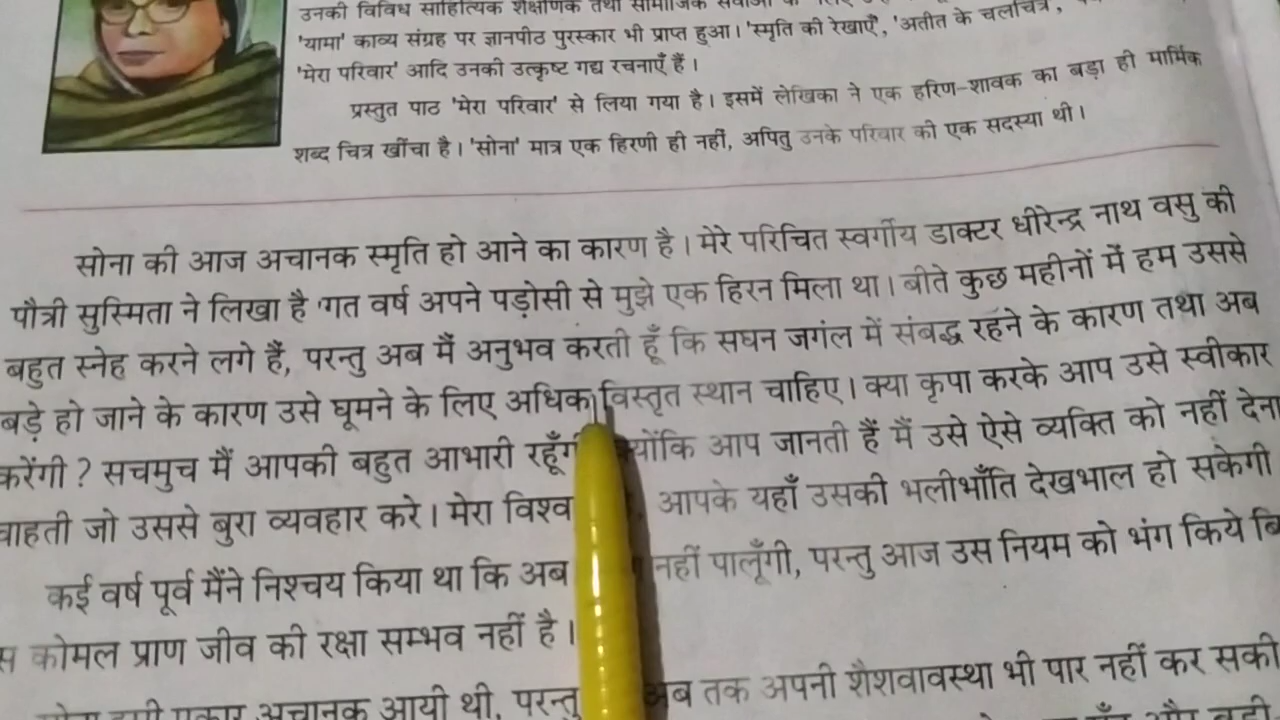 उनकी विविध साहित्यिक शैक्षणिक तथा सामाजिक सेवाओं के लिए
'यामा' काव्य संग्रह पर ज्ञानपीठ पुरस्कार भी प्राप्त हुआ। 'स्मृति की रेखाएँ', 'अतीत के चलचित्र',
'मेरा परिवार' आदि उनकी उत्कृष्ट गद्य रचनाएँ हैं।
प्रस्तुत पाठ 'मेरा परिवार' से लिया गया है। इसमें लेखिका ने एक हरिण-शावक का बड़ा ही मार्मिक
शब्द चित्र खींचा है। 'सोना' मात्र एक हिरणी ही नहीं, अपितु उनके परिवार की एक सदस्या थी।
सोना की आज अचानक स्मृति हो आने का कारण है। मेरे परिचित स्वर्गीय डाक्टर धीरेन्द्र नाथ वसु की
पौत्री सुस्मिता ने लिखा है 'गत वर्ष अपने पड़ोसी से मुझे एक हिरन मिला था। बीते कुछ महीनों में हम उससे
बहुत स्नेह करने लगे हैं, परन्तु अब मैं अनुभव करती हूँ कि सघन जगंल में संबद्ध रहने के कारण तथा अब
बड़े हो जाने के कारण उसे घूमने के लिए अधिक विस्तृत स्थान चाहिए। क्या कृपा करके आप उसे स्वीकार
करेंगी ? सचमुच मैं आपकी बहुत आभारी आप जानती हैं मैं उसे ऐसे व्यक्ति को नहीं देना
जो उससे बुरा व्यवहार करे। मेरा आपके यहाँ उसकी भलीभाँति देखभाल हो सकेगी
कई वर्ष पूर्व मैंने निश्चय किया था कि अब नहीं पालूँगी, परन्तु आज उस नियम को भंग किये
कोमल प्राण जीव की रक्षा सम्भव नहीं है।
अचानक आयी थी, परन्तु अब तक अपनी शैशवावस्था भी पार नहीं कर सकी